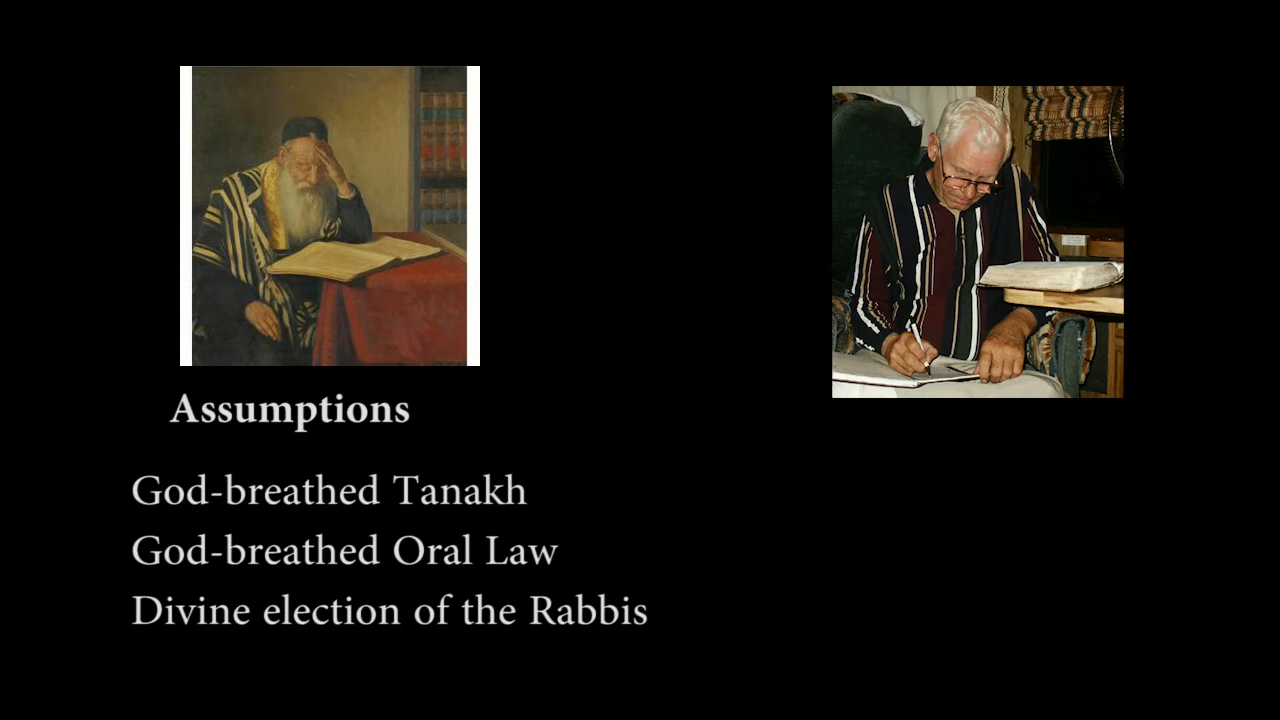 Assumptions
God-breathed Tanakh
God-breathed Oral Law
Divine election of the Rabbis